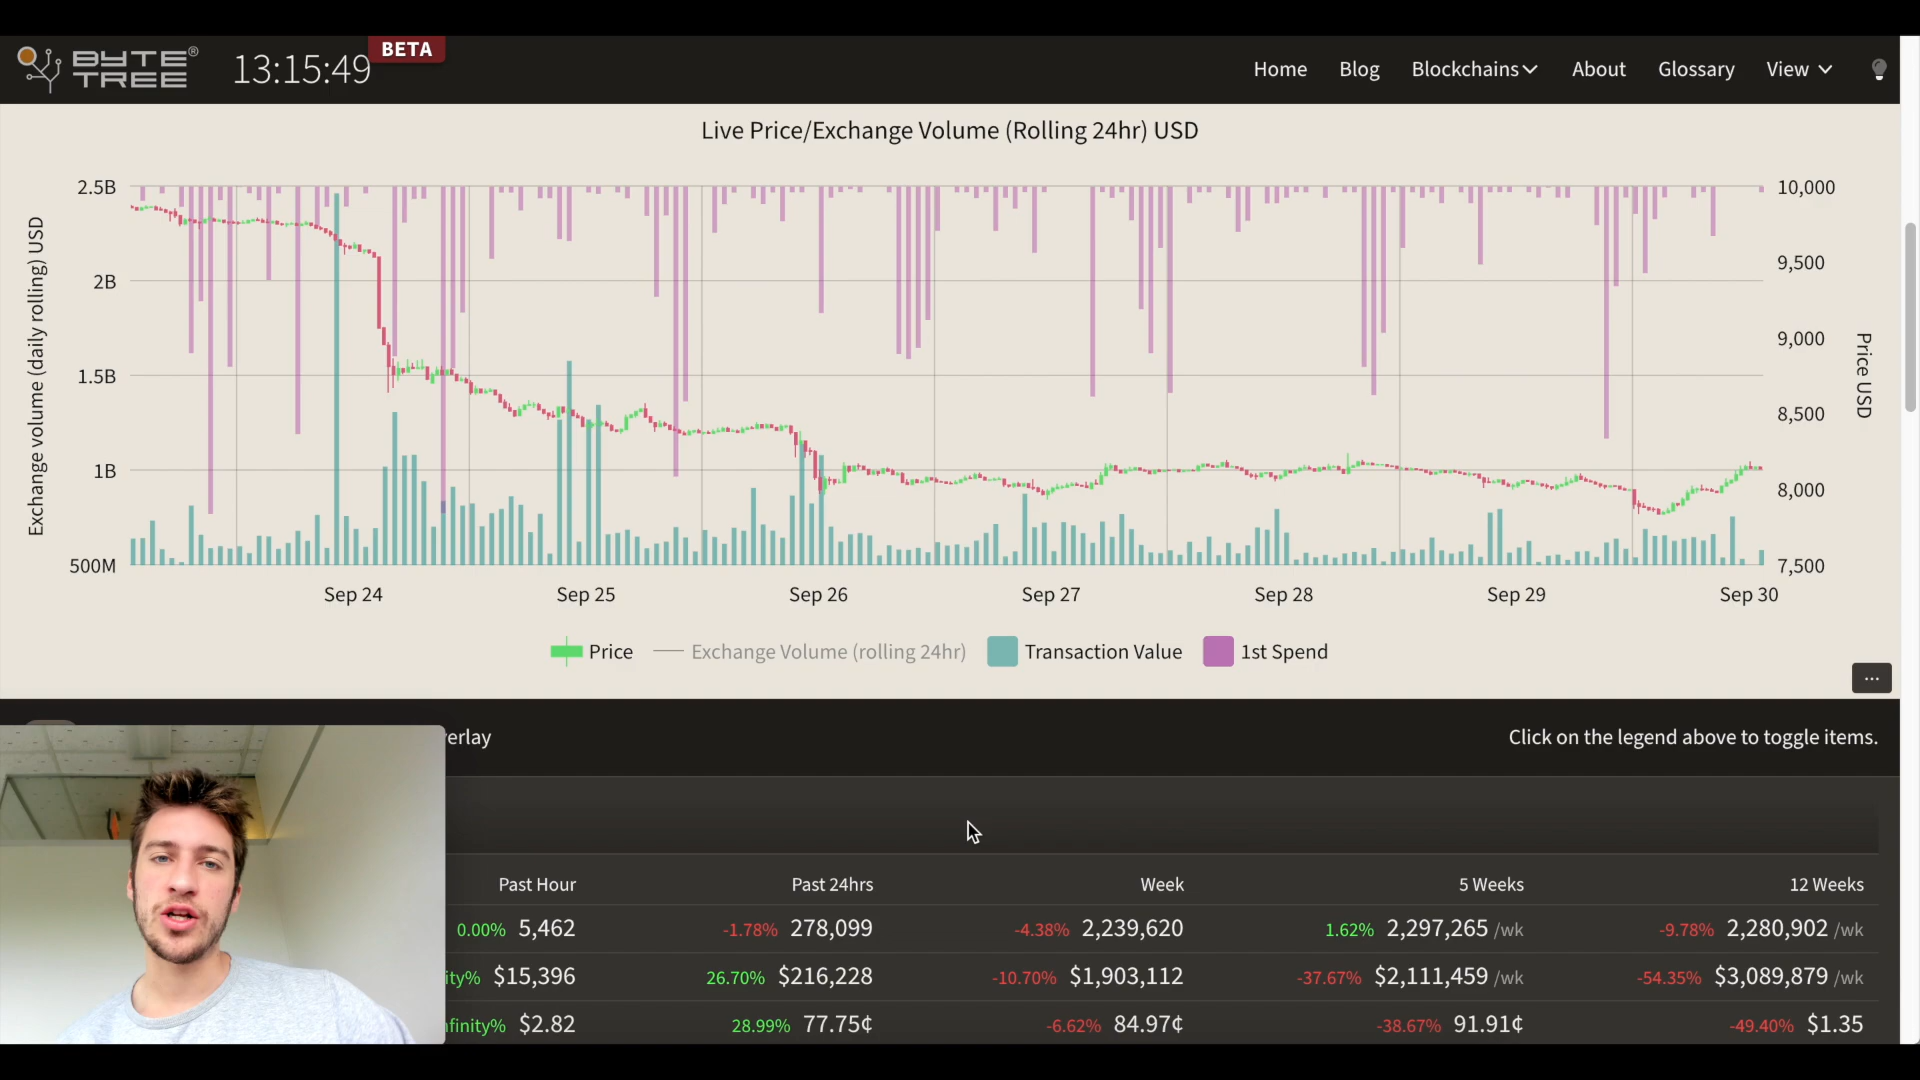 BYTE TREE®
13:15:49
BETA
Home Blog Blockchains About Glossary View
Live Price/Exchange Volume (Rolling 24hr) USD
Exchange volume (daily rolling) USD
2.5B
2B
1.5B
1B
500M
10,000
9,500
9,000
8,500
8,000
7,500
Price USD
Sep 24 Sep 25 Sep 26 Sep 27 Sep 28 Sep 29 Sep 30
Price Exchange Volume (rolling 24hr) Transaction Value 1st Spend
...
erlay
Click on the legend above to toggle items.
Past Hour Past 24hrs Week 5 Weeks 12 Weeks
0.00% 5,462 -1.78% 278,099 -4.38% 2,239,620 1.62% 2,297,265 /wk -9.78% 2,280,902 /wk
ity% $15,396 26.70% $216,228 -10.70% $1,903,112 -37.67% $2,111,459 /wk -54.35% $3,089,879 /wk
finity% $2.82 28.99% 77.75¢ -6.62% 84.97¢ -38.67% 91.91¢ -49.40% $1.35